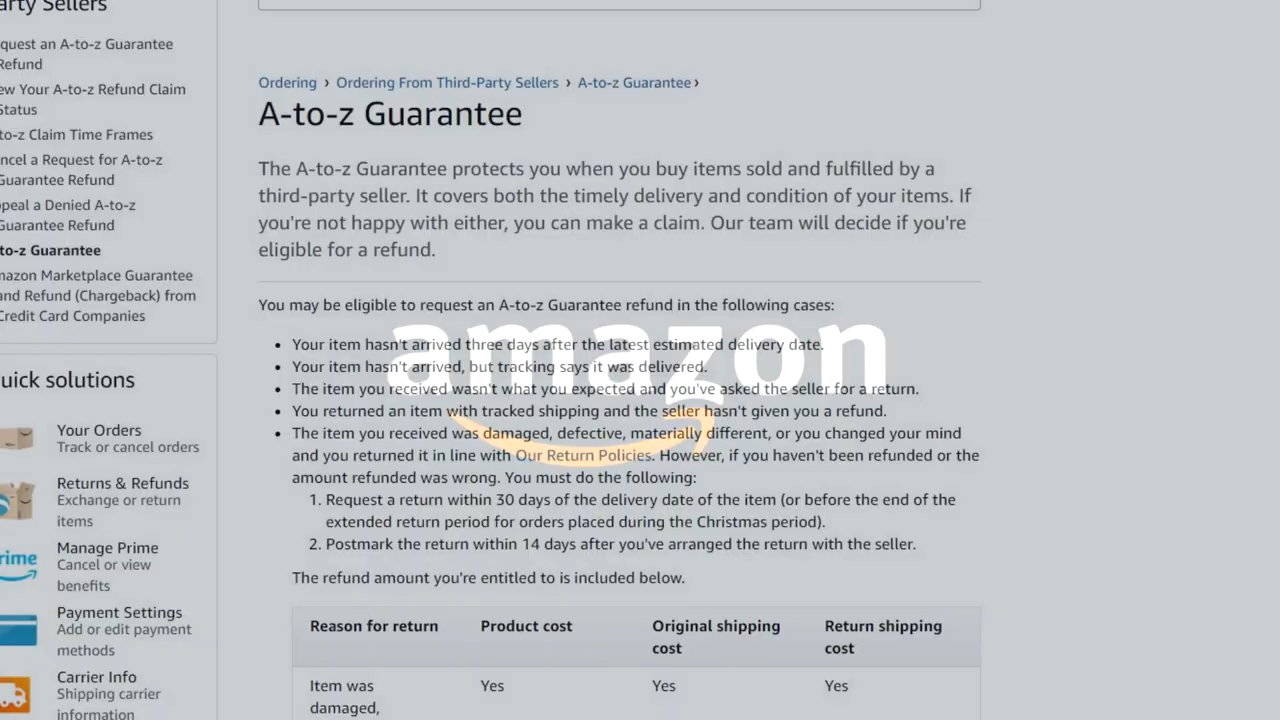 arty Sellers
quest an A-to-z Guarantee
Refund
ew Your A-to-z Refund Claim
Status
to-z Claim Time Frames
ncel a Request for A-to-z
Guarantee Refund
peal a Denied A-to-z
Guarantee Refund
to-z Guarantee
mazon Marketplace Guarantee
and Refund (Chargeback) from
Credit Card Companies
uick solutions
Your Orders
Track or cancel orders
Returns & Refunds
Exchange or return
items
rime
Manage Prime
Cancel or view
benefits
Payment Settings
Add or edit payment
methods
Carrier Info
Shipping carrier
information
Ordering › Ordering From Third-Party Sellers › A-to-z Guarantee ›
A-to-z Guarantee
The A-to-z Guarantee protects you when you buy items sold and fulfilled by a
third-party seller. It covers both the timely delivery and condition of your items. If
you're not happy with either, you can make a claim. Our team will decide if you're
eligible for a refund.
You may be eligible to request an A-to-z Guarantee refund in the following cases:
• Your item hasn't arrived three days after the latest estimated delivery date.
• Your item hasn't arrived, but tracking says it was delivered.
• The item you received wasn't what you expected and you've asked the seller for a return.
• You returned an item with tracked shipping and the seller hasn't given you a refund.
• The item you received was damaged, defective, materially different, or you changed your mind
and you returned it in line with Our Return Policies. However, if you haven't been refunded or the
amount refunded was wrong. You must do the following:
1. Request a return within 30 days of the delivery date of the item (or before the end of the
extended return period for orders placed during the Christmas period).
2. Postmark the return within 14 days after you've arranged the return with the seller.
The refund amount you're entitled to is included below.
Reason for return Product cost Original shipping cost Return shipping cost
Item was damaged, Yes Yes Yes
amazon